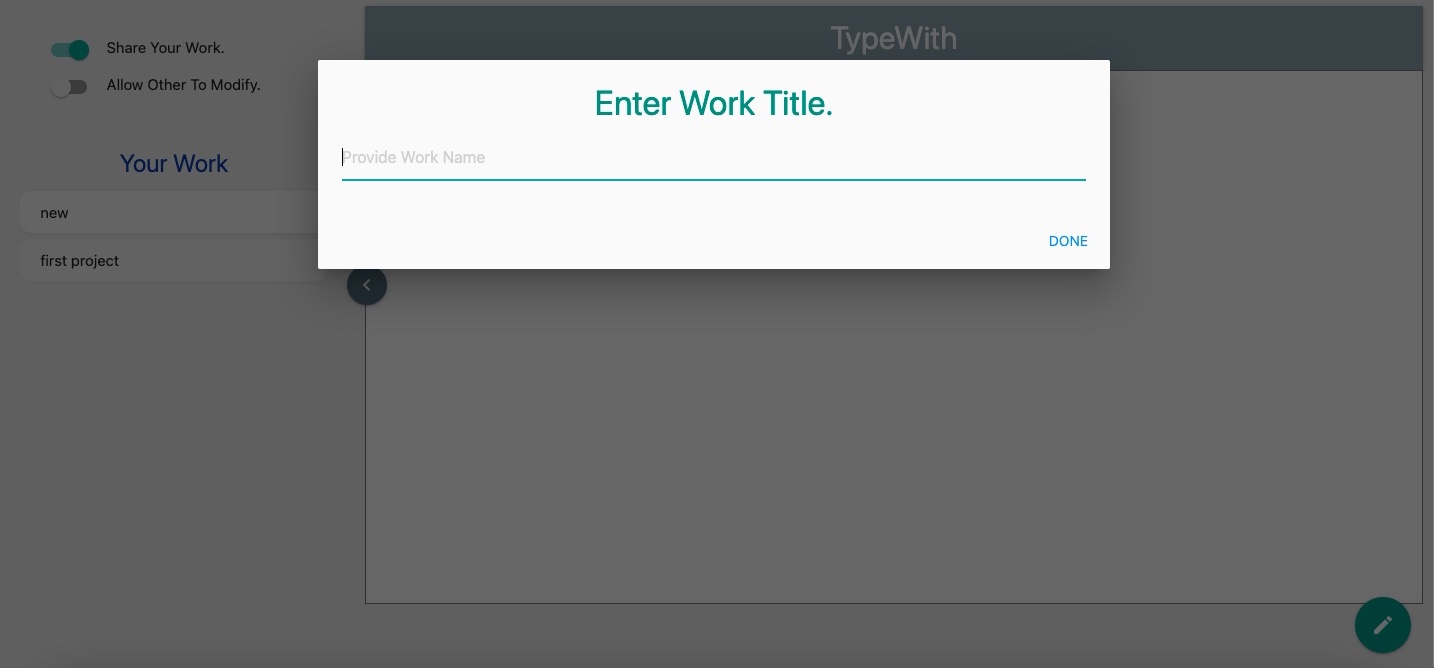 Share Your Work.
Allow Other To Modify.
Your Work
new
first project
TypeWith
Enter Work Title.
Provide Work Name
DONE